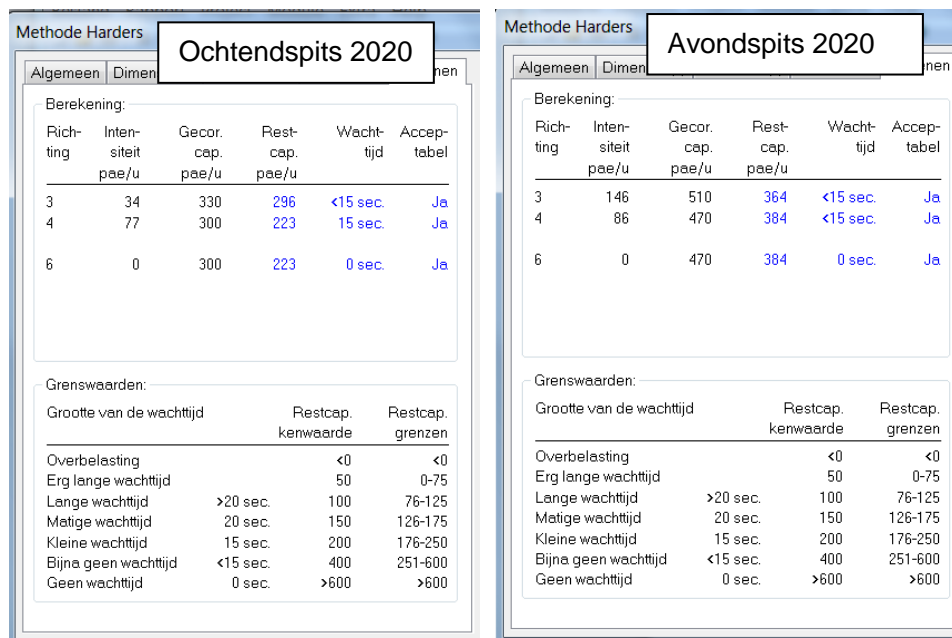 Methode Harders
Ochtendspits 2020
Algemeen Dimen nen
Berekening:
Rich- Inten- Gecor. Rest- Wacht- Accep-
ting siteit cap. cap. tijd tabel
pae/u pae/u pae/u
3 34 330 296 <15 sec. Ja
4 77 300 223 15 sec. Ja
6 0 300 223 0 sec. Ja
Grenswaarden:
Grootte van de wachttijd Restcap. Restcap.
kenwaarde grenzen
Overbelasting <0 <0
Erg lange wachttijd 50 0-75
Lange wachttijd >20 sec. 100 76-125
Matige wachttijd 20 sec. 150 126-175
Kleine wachttijd 15 sec. 200 176-250
Bijna geen wachttijd <15 sec. 400 251-600
Geen wachttijd 0 sec. >600 >600
Methode Harders
Avondspits 2020
Algemeen Dimen nen
Berekening:
Rich- Inten- Gecor. Rest- Wacht- Accep-
ting siteit cap. cap. tijd tabel
pae/u pae/u pae/u
3 146 510 364 <15 sec. Ja
4 86 470 384 <15 sec. Ja
6 0 470 384 0 sec. Ja
Grenswaarden:
Grootte van de wachttijd Restcap. Restcap.
kenwaarde grenzen
Overbelasting <0 <0
Erg lange wachttijd 50 0-75
Lange wachttijd >20 sec. 100 76-125
Matige wachttijd 20 sec. 150 126-175
Kleine wachttijd 15 sec. 200 176-250
Bijna geen wachttijd <15 sec. 400 251-600
Geen wachttijd 0 sec. >600 >600